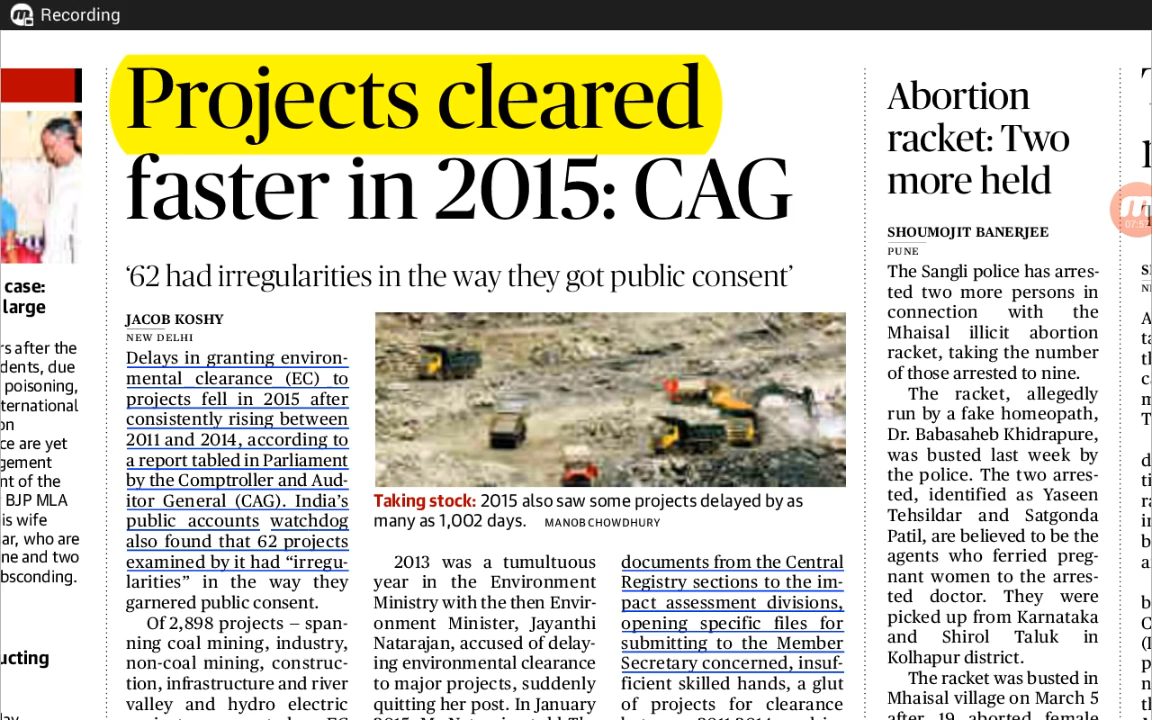 Recording
case:
large
rs after the
dents, due
poisoning,
ternational
on
ce are yet
gement
nt of the
BJP MLA
is wife
ar, who are
ne and two
bsconding.
ucting
Projects cleared
faster in 2015: CAG
‘62 had irregularities in the way they got public consent’
JACOB KOSHY
NEW DELHI
Delays in granting environ-
mental clearance (EC) to
projects fell in 2015 after
consistently rising between
2011 and 2014, according to
a report tabled in Parliament
by the Comptroller and Aud-
itor General (CAG). India’s
public accounts watchdog
also found that 62 projects
examined by it had “irregu-
larities” in the way they
garnered public consent.
Of 2,898 projects – span-
ning coal mining, industry,
non-coal mining, construc-
tion, infrastructure and river
valley and hydro electric
Taking stock: 2015 also saw some projects delayed by as
many as 1,002 days. MANOB CHOWDHURY
2013 was a tumultuous
year in the Environment
Ministry with the then Envir-
onment Minister, Jayanthi
Natarajan, accused of delay-
ing environmental clearance
to major projects, suddenly
quitting her post. In January
documents from the Central
Registry sections to the im-
pact assessment divisions,
opening specific files for
submitting to the Member
Secretary concerned, insuf-
ficient skilled hands, a glut
of projects for clearance
Abortion
racket: Two
more held
SHOUMOJIT BANERJEE
PUNE
The Sangli police has arres-
ted two more persons in
connection with the
Mhaisal illicit abortion
racket, taking the number
of those arrested to nine.
The racket, allegedly
run by a fake homeopath,
Dr. Babasaheb Khidrapure,
was busted last week by
the police. The two arres-
ted, identified as Yaseen
Tehsildar and Satgonda
Patil, are believed to be the
agents who ferried preg-
nant women to the arres-
ted doctor. They were
picked up from Karnataka
and Shirol Taluk in
Kolhapur district.
The racket was busted in
Mhaisal village on March 5
after 19 aborted female